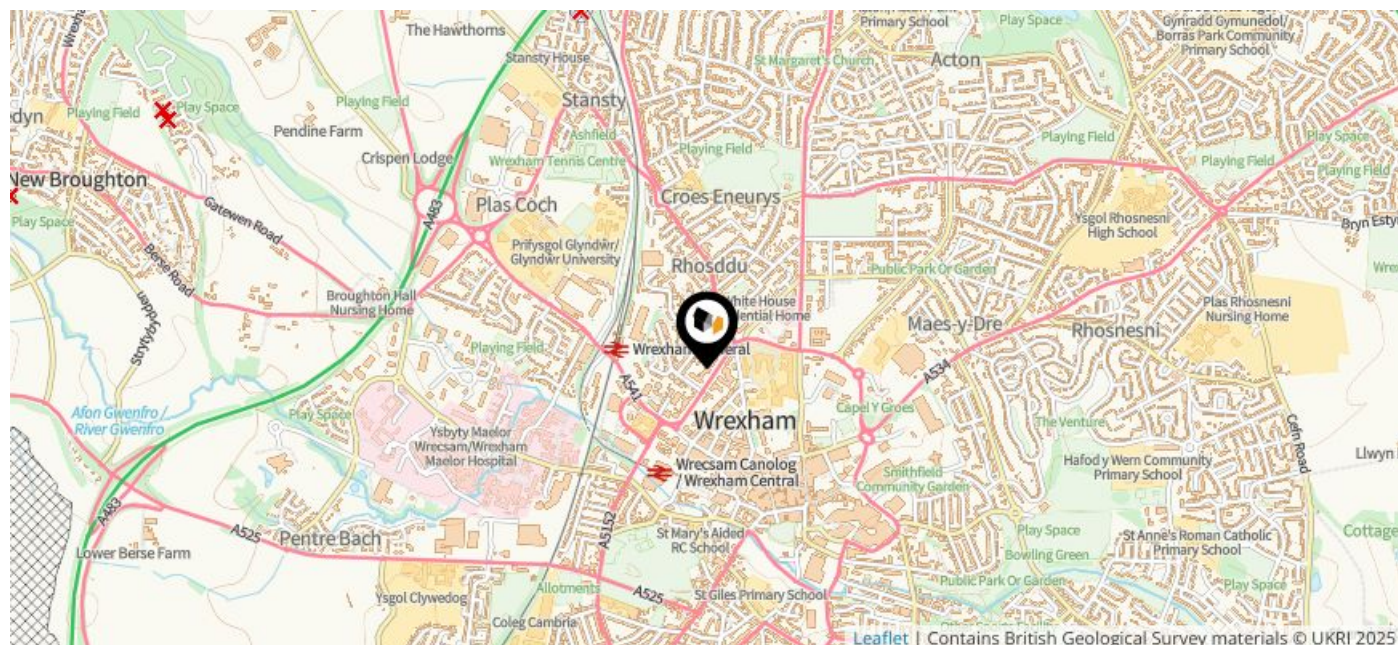 The Hawthorns
Primary School
Play Space
Gynradd Gymunedol/
Borras Park Community
Primary School
Stansty House
St Margaret's Church
Acton
Stansty
edyn
Playing Field
Play Space
Playing Field
Pendine Farm
Ashfield
Crispen Lodge
Wrexham Tennis Centre
Playing Field
Playing Field
Play Space
Playing Field
Playing Field
New Broughton
A483
Plas Coch
Croes Eneurys
Play Space
Gatewen Road
Berse Road
Prifysgol Glyndŵr/
Glyndŵr University
Ysgol Rhosnesni
High School
Rhosddu
Public Park Or Garden
Broughton Hall
Nursing Home
White House
Plas Rhosnesni
Nursing Home
Maes-y-Dre
Rhosnesni
Playing Field
A541
A534
Afon Gwenfro /
River Gwenfro
Play Space
Wrexham
Capel Y Groes
The Venture
Cefn Road
Ysbyty Maelor
Wrecsam/Wrexham
Maelor Hospital
Wrecsam Canolog
/ Wrexham Central
Smithfield
Community Garden
Hafod y Wern Community
Primary School
A483
A525
Pentre Bach
A5152
St Mary's Aided
RC School
Play Space
Bowling Green
St Anne's Roman Catholic
Primary School
Lower Berse Farm
Allotments
A525
Public Park Or Garden
Play Space
Ysgol Clywedog
St Giles Primary School
Coleg Cambria
Leaflet | Contains British Geological Survey materials © UKRI 2025